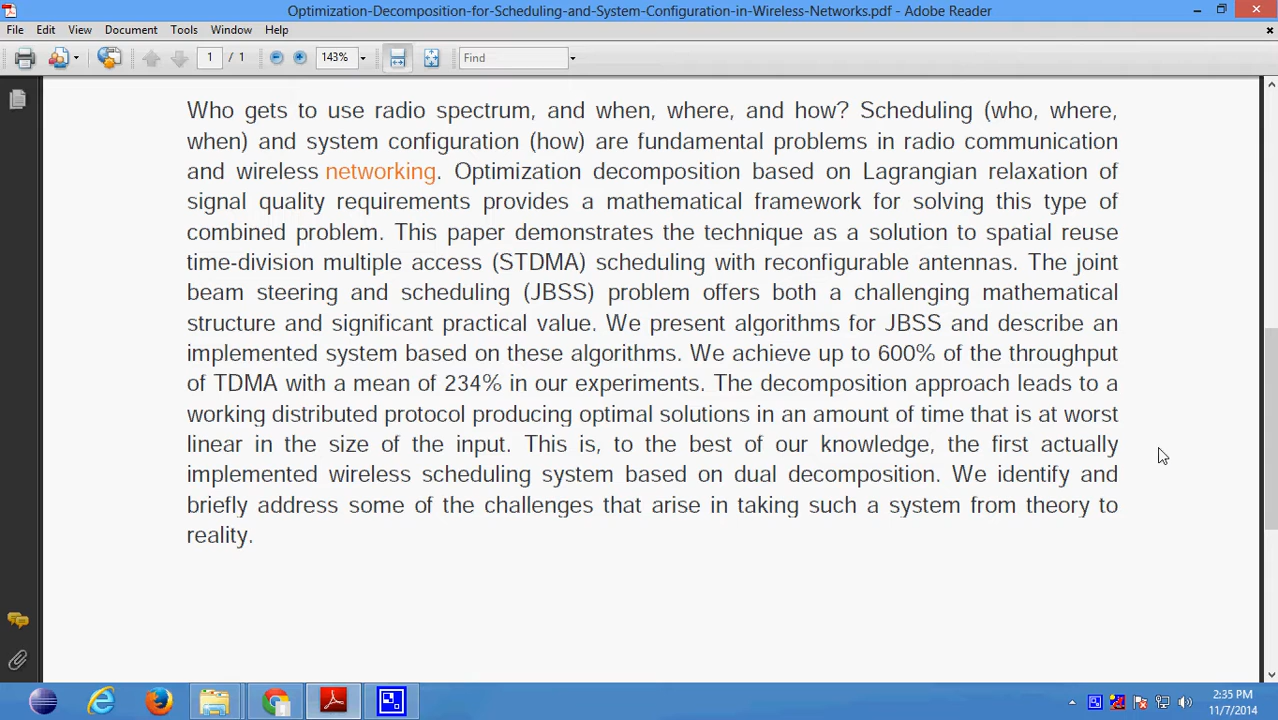 Optimization-Decomposition-for-Scheduling-and-System-Configuration-in-Wireless-Networks.pdf - Adobe Reader
File Edit View Document Tools Window Help
1 / 1 143% Find
Who gets to use radio spectrum, and when, where, and how? Scheduling (who, where,
when) and system configuration (how) are fundamental problems in radio communication
and wireless networking. Optimization decomposition based on Lagrangian relaxation of
signal quality requirements provides a mathematical framework for solving this type of
combined problem. This paper demonstrates the technique as a solution to spatial reuse
time-division multiple access (STDMA) scheduling with reconfigurable antennas. The joint
beam steering and scheduling (JBSS) problem offers both a challenging mathematical
structure and significant practical value. We present algorithms for JBSS and describe an
implemented system based on these algorithms. We achieve up to 600% of the throughput
of TDMA with a mean of 234% in our experiments. The decomposition approach leads to a
working distributed protocol producing optimal solutions in an amount of time that is at worst
linear in the size of the input. This is, to the best of our knowledge, the first actually
implemented wireless scheduling system based on dual decomposition. We identify and
briefly address some of the challenges that arise in taking such a system from theory to
reality.
2:35 PM
11/7/2014